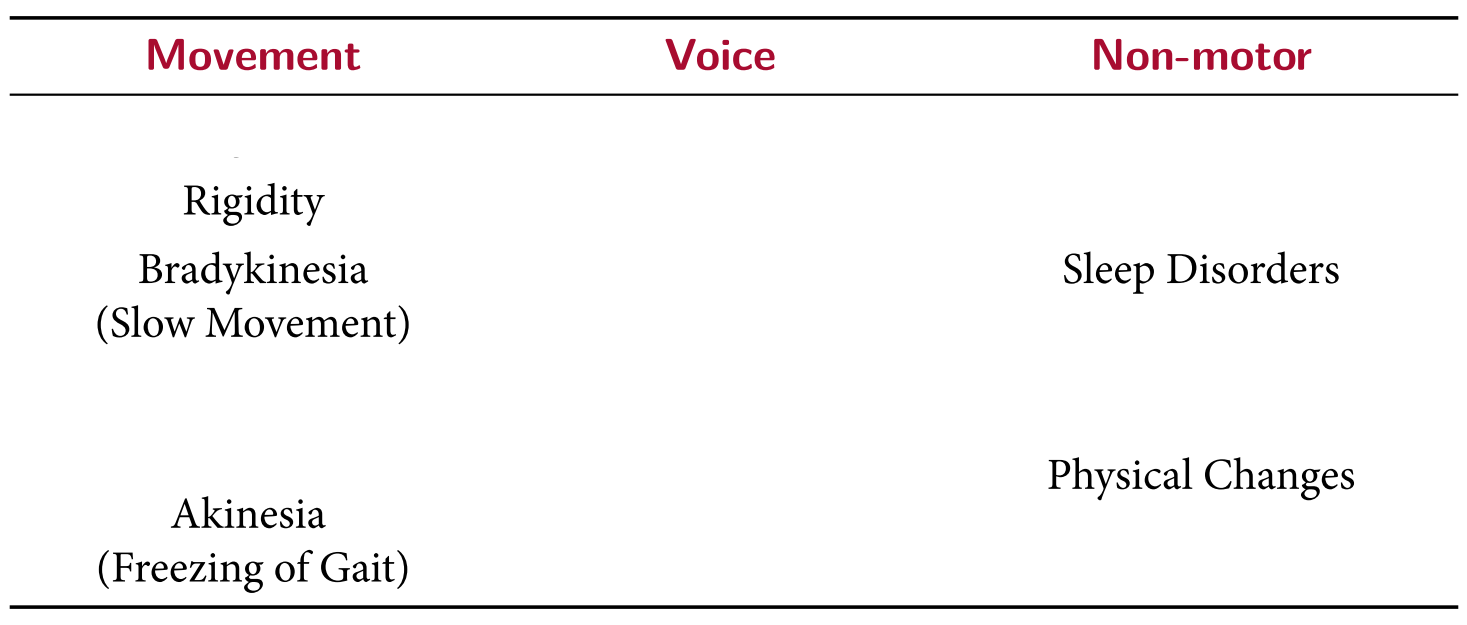 Movement Voice Non-motor
Rigidity
Bradykinesia
(Slow Movement)
Sleep Disorders
Physical Changes
Akinesia
(Freezing of Gait)